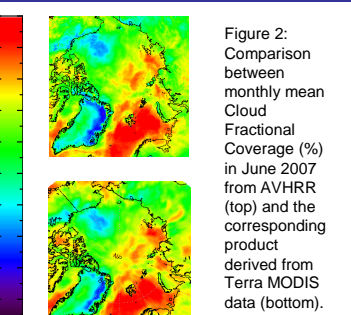 Figure 2:
Comparison
between
monthly mean
Cloud
Fractional
Coverage (%)
in June 2007
from AVHRR
(top) and the
corresponding
product
derived from
Terra MODIS
data (bottom).